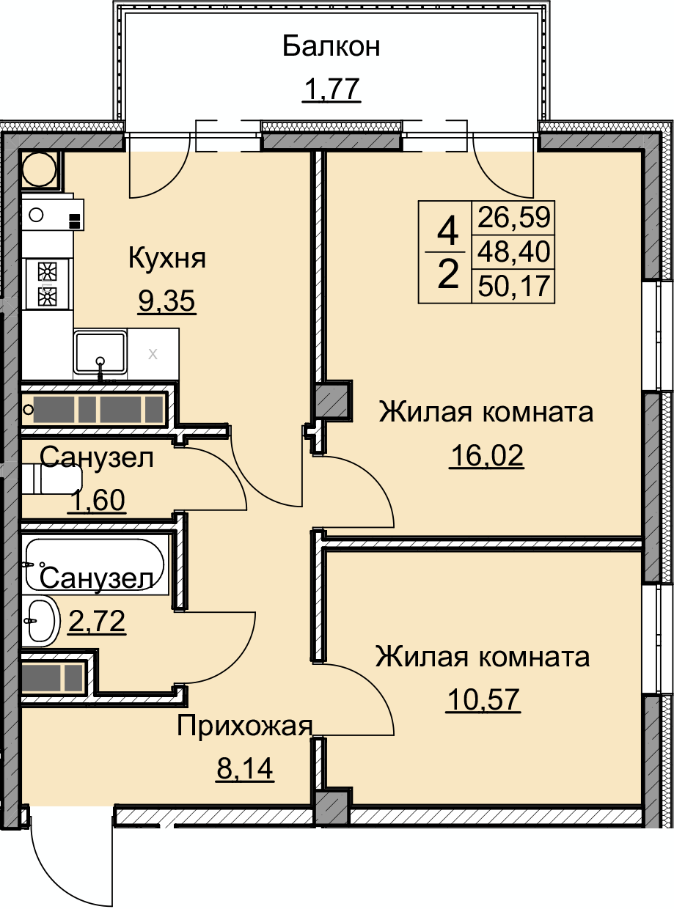 Балкон
1,77
4
2
26,59
48,40
50,17
Кухня
9,35
X
Жилая комната
16,02
Санузел
1,60
Санузел
2,72
Жилая комната
10,57
Прихожая
8,14